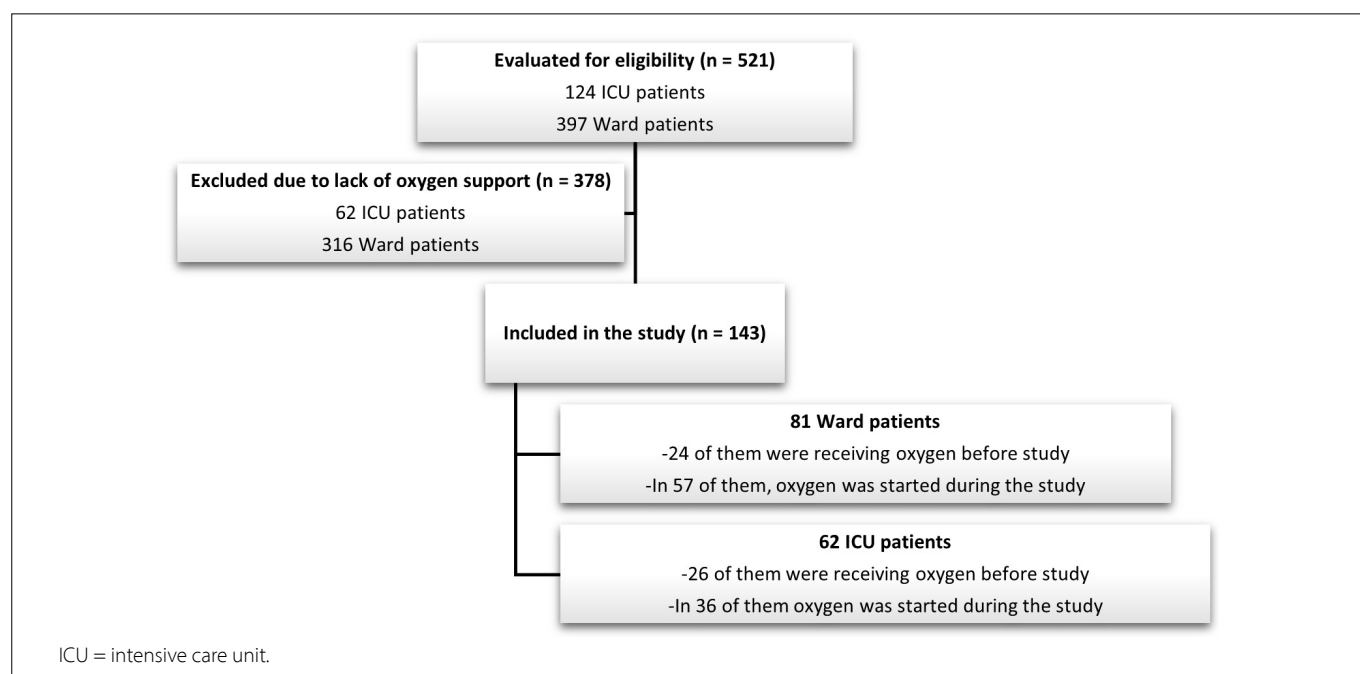 Evaluated for eligibility (n = 521)
124 ICU patients
397 Ward patients
Excluded due to lack of oxygen support (n = 378)
62 ICU patients
316 Ward patients
Included in the study (n = 143)
81 Ward patients
-24 of them were receiving oxygen before study
-In 57 of them, oxygen was started during the study
62 ICU patients
-26 of them were receiving oxygen before study
-In 36 of them oxygen was started during the study
ICU = intensive care unit.